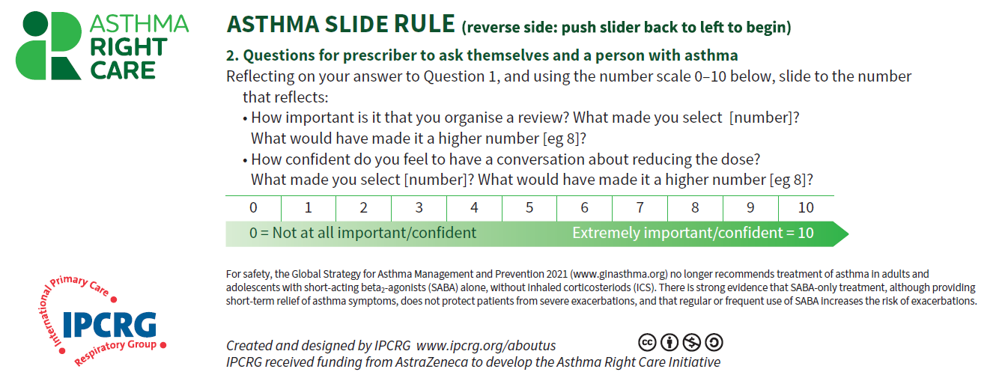 ASTHMA
RIGHT
CARE
ASTHMA SLIDE RULE (reverse side: push slider back to left to begin)
2. Questions for prescriber to ask themselves and a person with asthma
Reflecting on your answer to Question 1, and using the number scale 0–10 below, slide to the number
that reflects:
• How important is it that you organise a review? What made you select [number]?
What would have made it a higher number [eg 8]?
• How confident do you feel to have a conversation about reducing the dose?
What made you select [number]? What would have made it a higher number [eg 8]?
0 1 2 3 4 5 6 7 8 9 10
0 = Not at all important/confident Extremely important/confident = 10
For safety, the Global Strategy for Asthma Management and Prevention 2021 (www.ginasthma.org) no longer recommends treatment of asthma in adults and
adolescents with short-acting beta₂-agonists (SABA) alone, without inhaled corticosteriods (ICS). There is strong evidence that SABA-only treatment, although providing
short-term relief of asthma symptoms, does not protect patients from severe exacerbations, and that regular or frequent use of SABA increases the risk of exacerbations.
International Primary Care
IPCRG
Respiratory Group
Created and designed by IPCRG www.ipcrg.org/aboutus
cc
IPCRG received funding from AstraZeneca to develop the Asthma Right Care Initiative